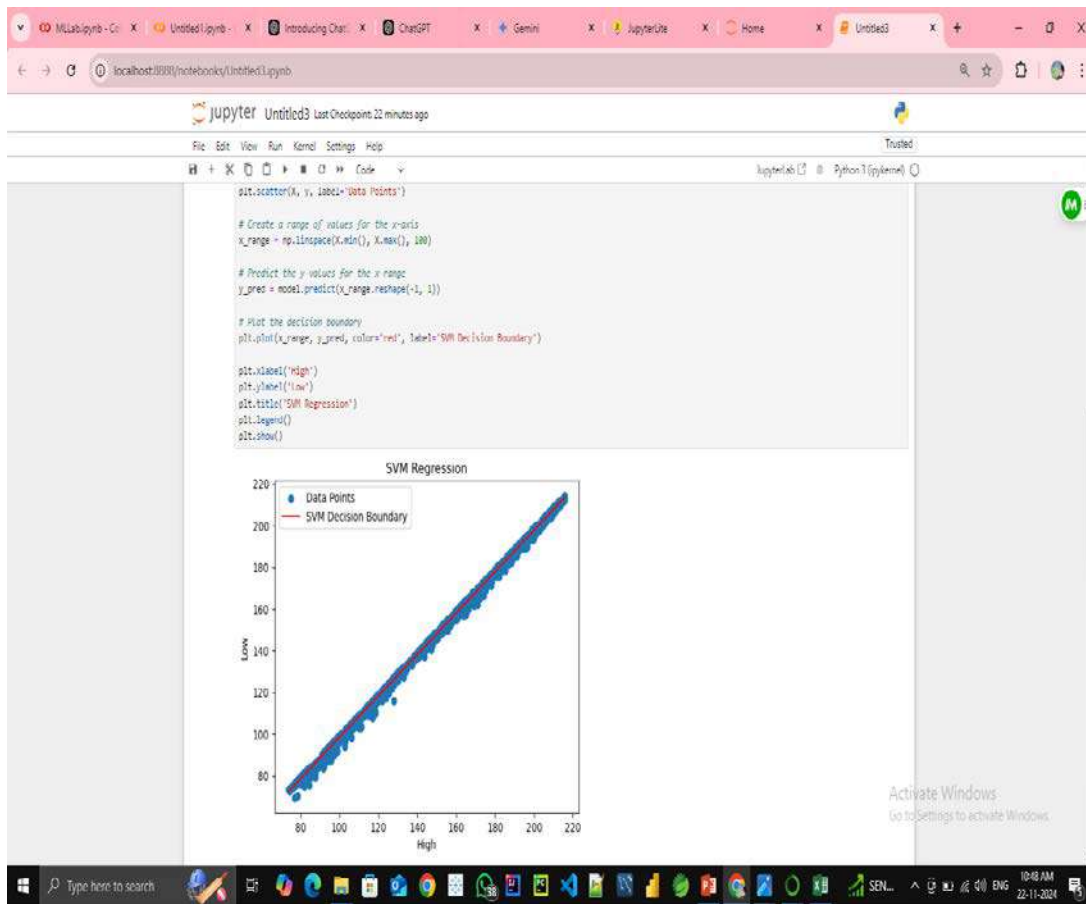 MLLab.ipynb - Co
Untitled1.ipynb -
Introducing Chat
ChatGPT
Gemini
JupyterLite
Home
Untitled3
localhost:8888/notebooks/Untitled3.ipynb
jupyter Untitled3 Last Checkpoint: 22 minutes ago
File Edit View Run Kernel Settings Help
Trusted
Code
JupyterLab
Python 3 (ipykernel)
plt.scatter(X, y, label='Data Points')
# Create a range of values for the x-axis
x_range = np.linspace(X.min(), X.max(), 100)
# Predict the y values for the x range
y_pred = model.predict(x_range.reshape(-1, 1))
# Plot the decision boundary
plt.plot(x_range, y_pred, color='red', label='SVM Decision Boundary')
plt.xlabel('High')
plt.ylabel('Low')
plt.title('SVM Regression')
plt.legend()
plt.show()
SVM Regression
Data Points
SVM Decision Boundary
220
200
180
160
140
120
100
80
Low
80 100 120 140 160 180 200 220
High
Activate Windows
Go to Settings to activate Windows.
Type here to search
SEN...
ENG
10:48 AM
22-11-2024